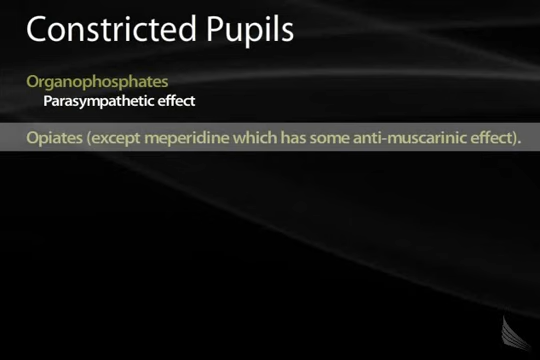 Constricted Pupils
Organophosphates
Parasympathetic effect
Opiates (except meperidine which has some anti-muscarinic effect).